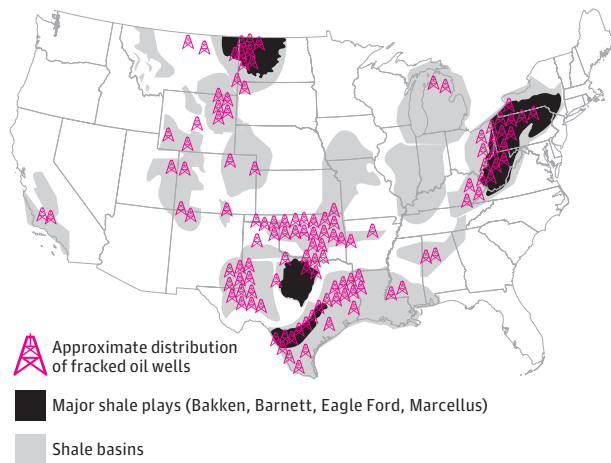 Approximate distribution
of fracked oil wells
Major shale plays (Bakken, Barnett, Eagle Ford, Marcellus)
Shale basins